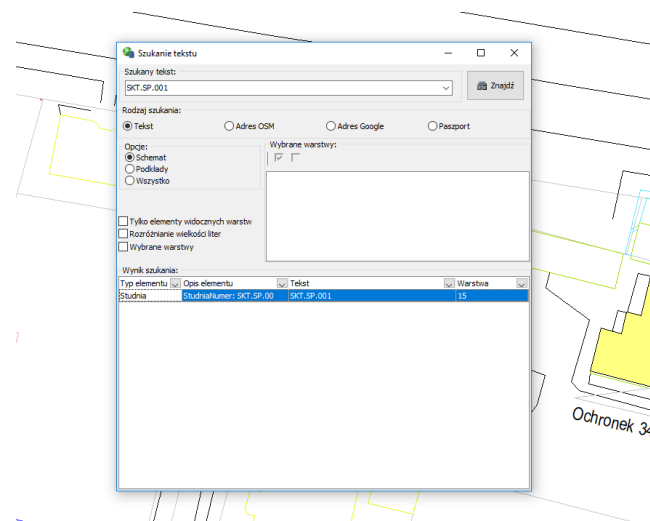 Szukanie tekstu
Szukany tekst:
SKT.SP.001
Znajdź
Rodzaj szukania:
Tekst Adres OSM Adres Google Paszport
Opcje:
Schemat
Podkłady
Wszystko
Wybrane warstwy:
Tylko elementy widocznych warstw
Rozróżnianie wielkości liter
Wybrane warstwy
Wynik szukania:
Typ elementu Opis elementu Tekst Warstwa
Studnia StudniaNumer: SKT.SP.00 SKT.SP.001 15
Ochronek 34